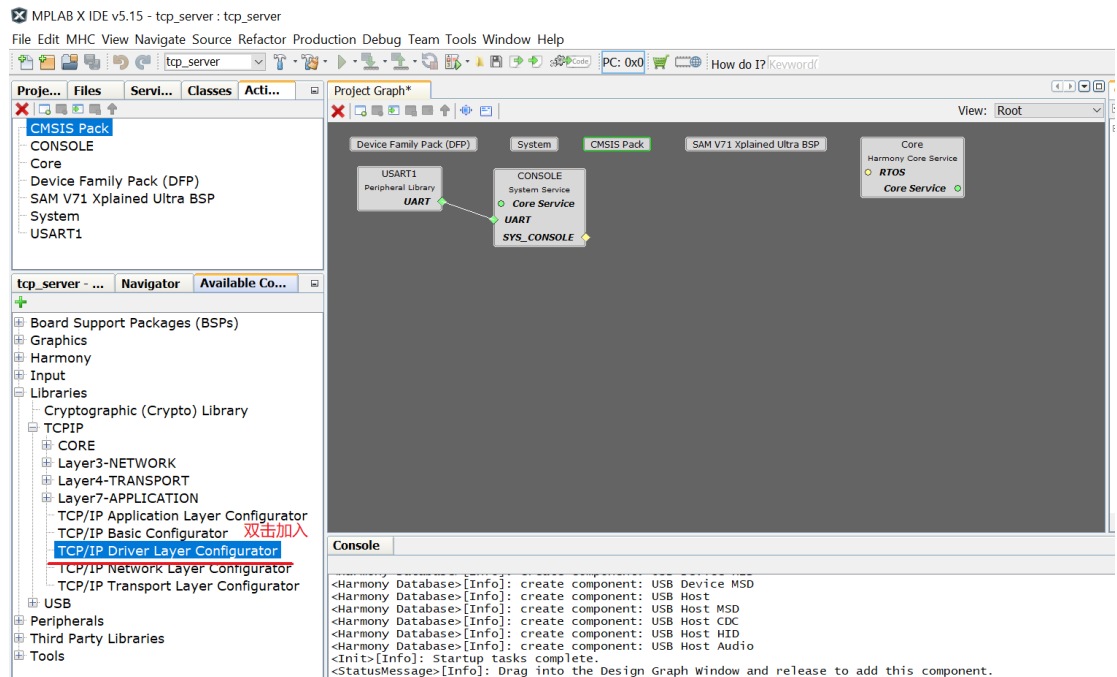 MPLAB X IDE v5.15 - tcp_server : tcp_server
File Edit MHC View Navigate Source Refactor Production Debug Team Tools Window Help
tcp_server
PC: 0x0
How do I?
Proje... Files Servi... Classes Acti...
CMSIS Pack
CONSOLE
Core
Device Family Pack (DFP)
SAM V71 Xplained Ultra BSP
System
USART1
tcp_server - ... Navigator Available Co...
Board Support Packages (BSPs)
Graphics
Harmony
Input
Libraries
Cryptographic (Crypto) Library
TCPIP
CORE
Layer3-NETWORK
Layer4-TRANSPORT
Layer7-APPLICATION
TCP/IP Application Layer Configurator
TCP/IP Basic Configurator 双击加入
TCP/IP Driver Layer Configurator
TCP/IP Network Layer Configurator
TCP/IP Transport Layer Configurator
USB
Peripherals
Third Party Libraries
Tools
Project Graph*
View: Root
Device Family Pack (DFP) System CMSIS Pack SAM V71 Xplained Ultra BSP
Core
Harmony Core Service
RTOS
Core Service
USART1
Peripheral Library
UART
CONSOLE
System Service
Core Service
UART
SYS_CONSOLE
Console
<Harmony Database>[Info]: create component: USB Device MSD
<Harmony Database>[Info]: create component: USB Host
<Harmony Database>[Info]: create component: USB Host MSD
<Harmony Database>[Info]: create component: USB Host CDC
<Harmony Database>[Info]: create component: USB Host HID
<Harmony Database>[Info]: create component: USB Host Audio
<Init>[Info]: Startup tasks complete.
<StatusMessage>[Info]: Drag into the Design Graph Window and release to add this component.